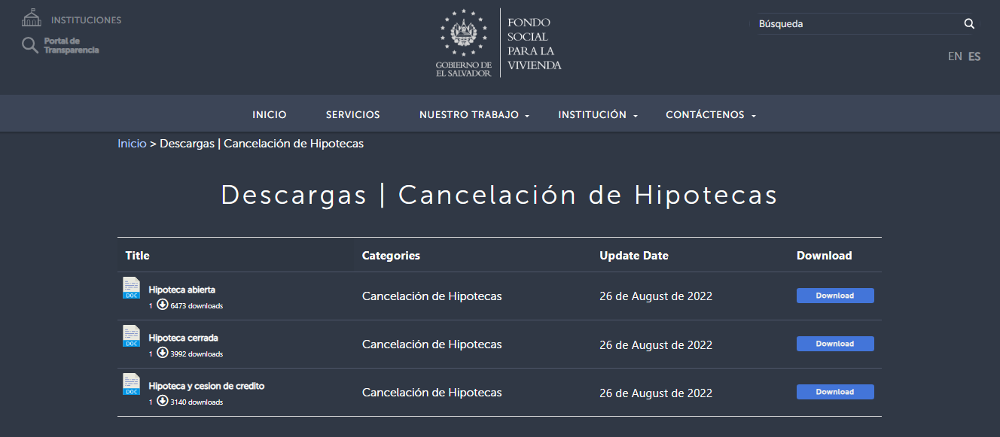 INSTITUCIONES
Portal de
Transparencia
GOBIERNO DE
EL SALVADOR
FONDO
SOCIAL
PARA LA
VIVIENDA
Búsqueda
EN ES
INICIO SERVICIOS NUESTRO TRABAJO INSTITUCIÓN CONTÁCTENOS
Inicio > Descargas | Cancelación de Hipotecas
Descargas | Cancelación de Hipotecas
Title Categories Update Date Download
DOC Hipoteca abierta
1 6473 downloads
Cancelación de Hipotecas 26 de August de 2022 Download
DOC Hipoteca cerrada
1 3992 downloads
Cancelación de Hipotecas 26 de August de 2022 Download
DOC Hipoteca y cesion de credito
1 3140 downloads
Cancelación de Hipotecas 26 de August de 2022 Download